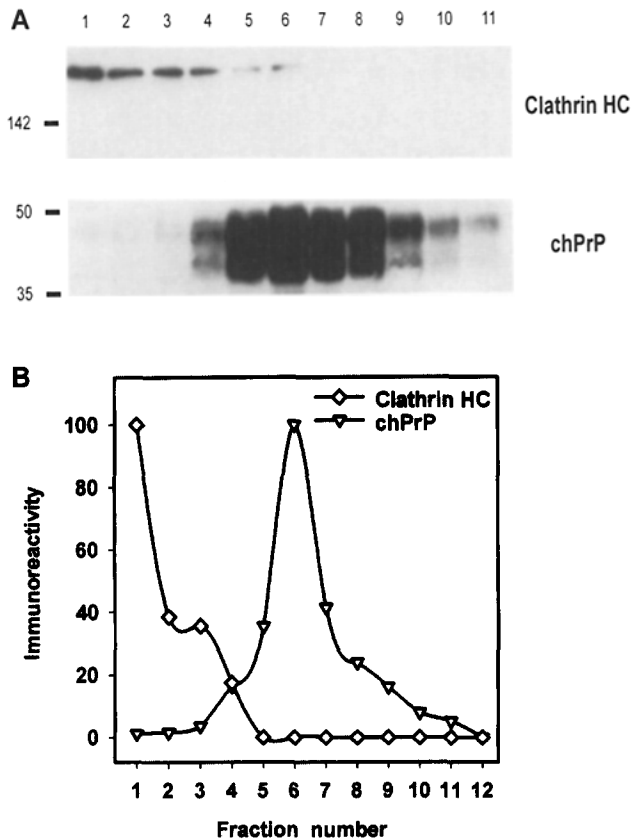 A
1 2 3 4 5 6 7 8 9 10 11
Clathrin HC
142
50
chPrP
35
B
Clathrin HC
chPrP
100
80
60
40
20
0
Immunoreactivity
1 2 3 4 5 6 7 8 9 10 11 12
Fraction number